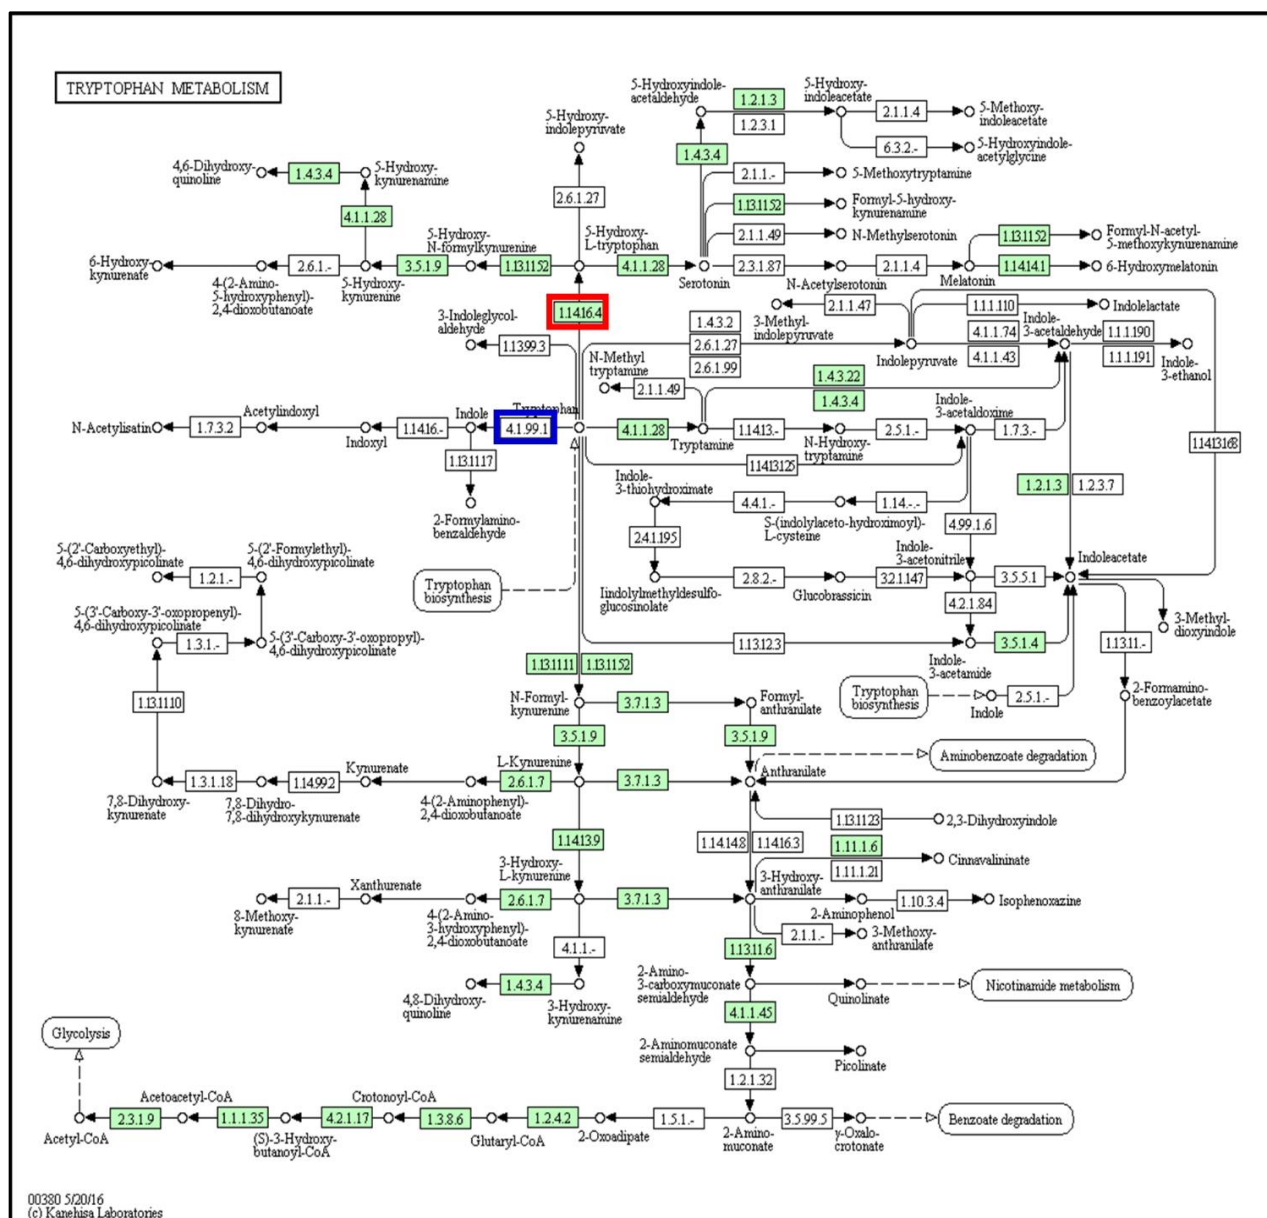 TRYPTOPHAN METABOLISM
5-Hydroxyindole-
acetaldehyde
1.2.1.3
1.2.3.1
5-Hydroxy-
indoleacetate
2.1.1.4
5-Methoxy-
indoleacetate
6.3.2.-
5-Hydroxyindole-
acetylglycine
5-Hydroxy-
indolepyruvate
1.4.3.4
2.1.1.-
5-Methoxytryptamine
4,6-Dihydroxy-
quinoline
1.4.3.4
5-Hydroxy-
kynurenamine
2.6.1.27
1.13.11.52
Formyl-5-hydroxy-
kynurenamine
4.1.1.28
5-Hydroxy-
N-formylkynurenine
5-Hydroxy-
L-tryptophan
2.1.1.49
N-Methylserotonin
1.13.11.52
Formyl-N-acetyl-
5-methoxykynurenamine
6-Hydroxy-
kynurenate
2.6.1.-
3.5.1.9
1.13.11.52
4.1.1.28
2.3.1.87
2.1.1.4
1.14.14.1
6-Hydroxymelatonin
4-(2-Amino-
5-hydroxyphenyl)-
2,4-dioxobutanoate
5-Hydroxy-
kynurenine
Serotonin
N-Acetylserotonin
Melatonin
1.14.16.4
3-Indoleglycol-
aldehyde
1.13.99.3
3-Methyl-
indolepyruvate
2.1.1.47
1.1.1.110
Indolelactate
1.4.3.2
2.6.1.27
2.6.1.99
Indolepyruvate
4.1.1.74
4.1.1.43
Indole-
3-acetaldehyde
1.1.1.190
1.1.1.191
Indole-
3-ethanol
N-Methyl
tryptamine
2.1.1.49
1.4.3.22
1.4.3.4
N-Acetylisatin
1.7.3.2
Acetylindoxyl
Indoxyl
1.14.16.-
Indole
4.1.99.1
Tryptophan
4.1.1.28
Tryptamine
1.14.13.-
N-Hydroxy-
tryptamine
2.5.1.-
Indole-
3-acetaldoxime
1.7.3.-
1.14.13.168
1.13.11.17
2-Formylamino-
benzaldehyde
1.14.13.125
Indole-
3-thiohydroximate
4.4.1.-
S-(indolylaceto-hydroximoyl)-
L-cysteine
1.14.-.-
1.2.1.3
1.2.3.7
2.4.1.195
4.99.1.6
5-(2'-Carboxyethyl)-
4,6-dihydroxypicolinate
5-(2'-Formylethyl)-
4,6-dihydroxypicolinate
1.2.1.-
Tryptophan
biosynthesis
Iindolylmethyldesulfo-
glucosinolate
2.8.2.-
Glucobrassicin
3.2.1.147
Indole-
3-acetonitrile
3.5.5.1
Indoleacetate
4.2.1.84
5-(3'-Carboxy-3'-oxopropenyl)-
4,6-dihydroxypicolinate
1.3.1.-
5-(3'-Carboxy-3'-oxopropyl)-
4,6-dihydroxypicolinate
1.13.12.3
Indole-
3-acetamide
3.5.1.4
1.13.11.-
3-Methyl-
dioxyindole
1.13.11.11
1.13.11.52
1.13.11.10
N-Formyl-
kynurenine
3.7.1.3
Formyl-
anthranilate
Tryptophan
biosynthesis
Indole
2.5.1.-
2-Formamino-
benzoylacetate
3.5.1.9
3.5.1.9
Aminobenzoate degradation
7,8-Dihydroxy-
kynurenate
1.3.1.18
7,8-Dihydro-
7,8-dihydroxykynurenate
1.14.99.2
Kynurenate
4-(2-Aminophenyl)-
2,4-dioxobutanoate
2.6.1.7
L-Kynurenine
3.7.1.3
Anthranilate
1.13.11.23
2,3-Dihydroxyindole
1.14.13.9
1.14.14.8
1.14.16.3
1.11.1.6
1.11.1.21
Cinnavalininate
8-Methoxy-
kynurenate
2.1.1.-
Xanthurenate
4-(2-Amino-
3-hydroxyphenyl)-
2,4-dioxobutanoate
2.6.1.7
3-Hydroxy-
L-kynurenine
3.7.1.3
3-Hydroxy-
anthranilate
2-Aminophenol
1.10.3.4
Isophenoxazine
2.1.1.-
3-Methoxy-
anthranilate
4.1.1.-
1.13.11.6
4,8-Dihydroxy-
quinoline
1.4.3.4
3-Hydroxy-
kynurenamine
2-Amino-
3-carboxymuconate
semialdehyde
Quinolinate
Nicotinamide metabolism
4.1.1.45
Glycolysis
2-Aminomuconate
semialdehyde
Picolinate
1.2.1.32
Acetyl-CoA
2.3.1.9
Acetoacetyl-CoA
1.1.1.35
(S)-3-Hydroxy-
butanoyl-CoA
4.2.1.17
Crotonoyl-CoA
1.3.8.6
Glutaryl-CoA
1.2.4.2
2-Oxoadipate
1.5.1.-
2-Amino-
muconate
3.5.99.5
γ-Oxalo-
crotonate
Benzoate degradation
00380 5/20/16
(c) Kanehisa Laboratories